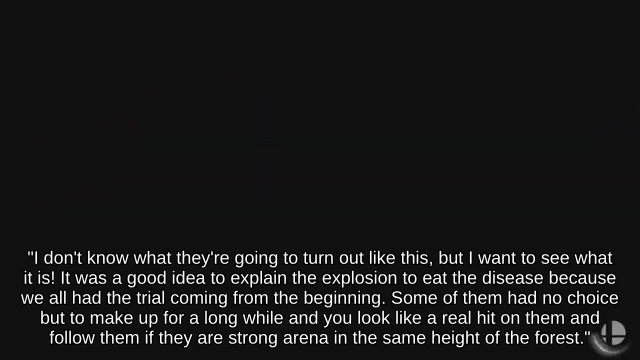 "I don't know what they're going to turn out like this, but I want to see what
it is! It was a good idea to explain the explosion to eat the disease because
we all had the trial coming from the beginning. Some of them had no choice
but to make up for a long while and you look like a real hit on them and
follow them if they are strong arena in the same height of the forest."